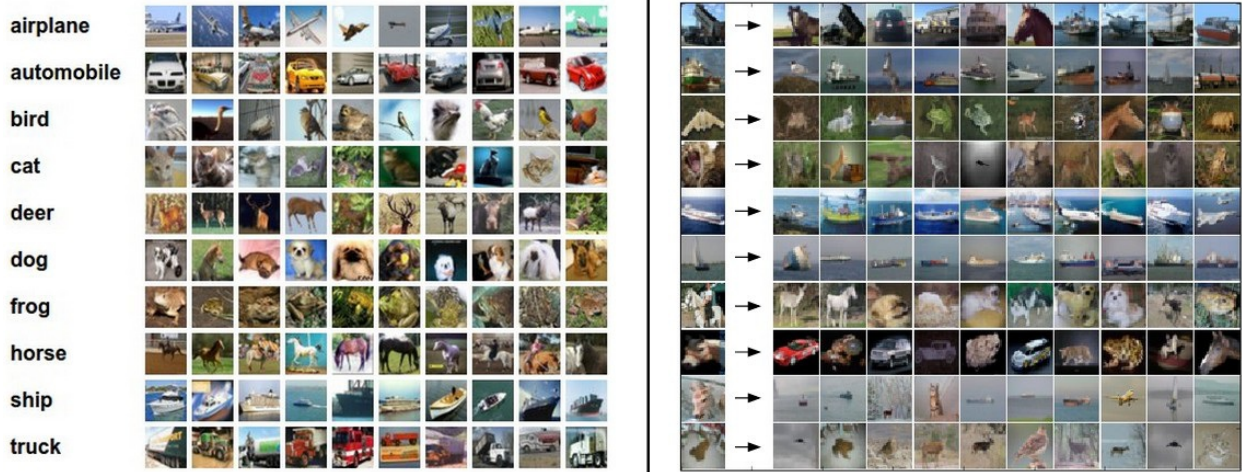 airplane
automobile
bird
cat
deer
dog
frog
horse
ship
truck